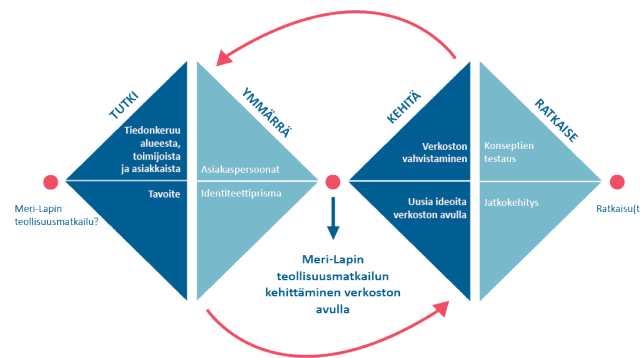 TUTKI
YMMÄRRÄ
KEHITÄ
RATKAISE
Tiedonkeruu
alueesta,
toimijoista
ja asiakkaista
Asiakaspersoonat
Verkoston
vahvistaminen
Konseptien
testaus
Tavoite
Identiteettiprisma
Uusia ideoita
verkoston avulla
Jatkokehitys
Meri-Lapin
teollisuusmatkailu?
Ratkaisu(t
Meri-Lapin
teollisuusmatkailun
kehittäminen verkoston
avulla